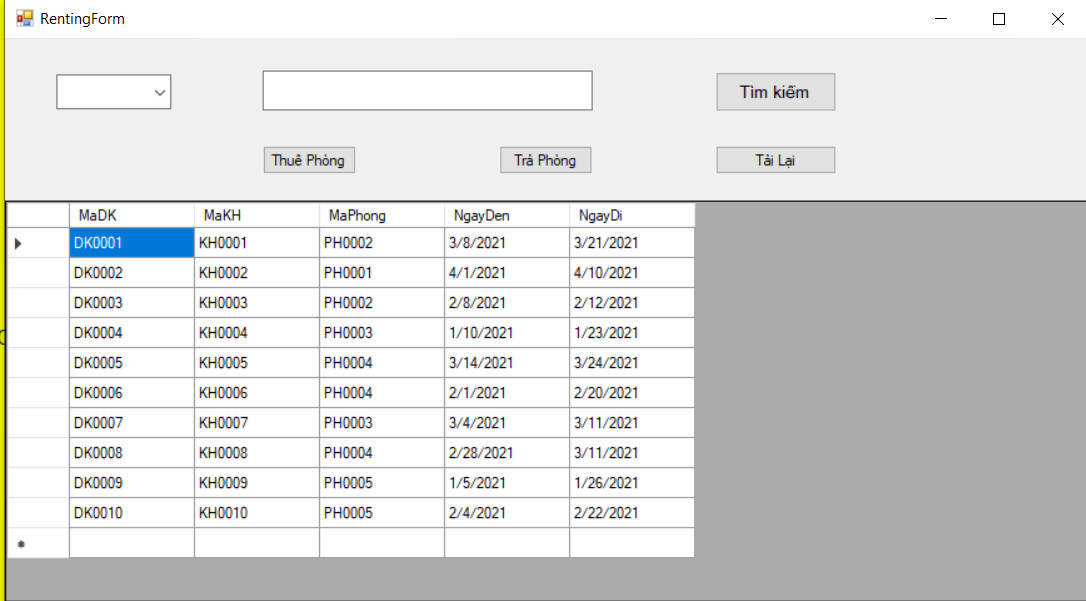 RentingForm
Tìm kiếm
Thuê Phòng Trả Phòng Tải Lại
MaDK MaKH MaPhong NgayDen NgayDi
DK0001 KH0001 PH0002 3/8/2021 3/21/2021
DK0002 KH0002 PH0001 4/1/2021 4/10/2021
DK0003 KH0003 PH0002 2/8/2021 2/12/2021
DK0004 KH0004 PH0003 1/10/2021 1/23/2021
DK0005 KH0005 PH0004 3/14/2021 3/24/2021
DK0006 KH0006 PH0004 2/1/2021 2/20/2021
DK0007 KH0007 PH0003 3/4/2021 3/11/2021
DK0008 KH0008 PH0004 2/28/2021 3/11/2021
DK0009 KH0009 PH0005 1/5/2021 1/26/2021
DK0010 KH0010 PH0005 2/4/2021 2/22/2021